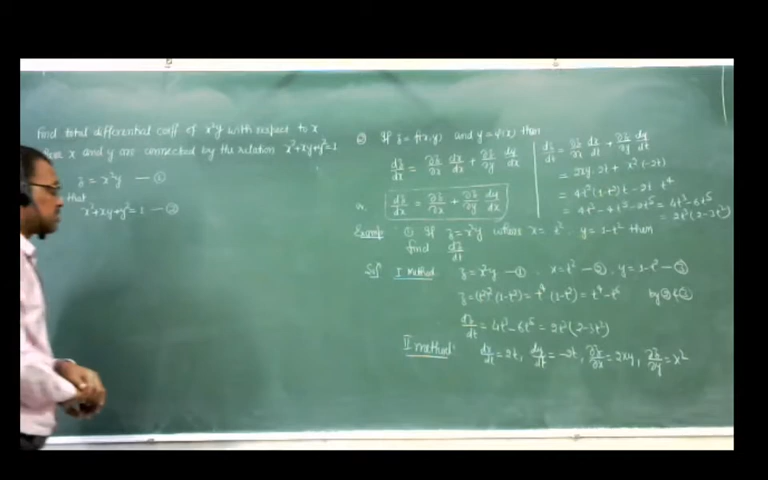 find total differential coeff of x²y with respect to x
x and y are connected by the relation x²+xy+y²=1
z = x²y — ①
that
x²+xy+y²=1 — ②
② If z = f(x,y) and y = φ(x) then
dz/dx = ∂z/∂x dx/dx + ∂z/∂y dy/dx
or. dz/dx = ∂z/∂x + ∂z/∂y dy/dx
Example: ① If z = x²y where x = t², y = 1-t² then
find dz/dt
Solⁿ I method z = x²y — ① x = t² — ② y = 1-t² — ③
z = (t²)²(1-t²) = t⁴(1-t²) = t⁴-t⁶ by ② & ③
dz/dt = 4t³-6t⁵ = 2t³(2-3t²)
II method: dx/dt = 2t, dy/dt = -2t, ∂z/∂x = 2xy, ∂z/∂y = x²
dz/dt = ∂z/∂x dx/dt + ∂z/∂y dy/dt
= 2xy·2t + x²(-2t)
= 4t²(1-t²)t - 2t t⁴
= 4t³-4t⁵-2t⁵ = 4t³-6t⁵
= 2t³(2-3t²)